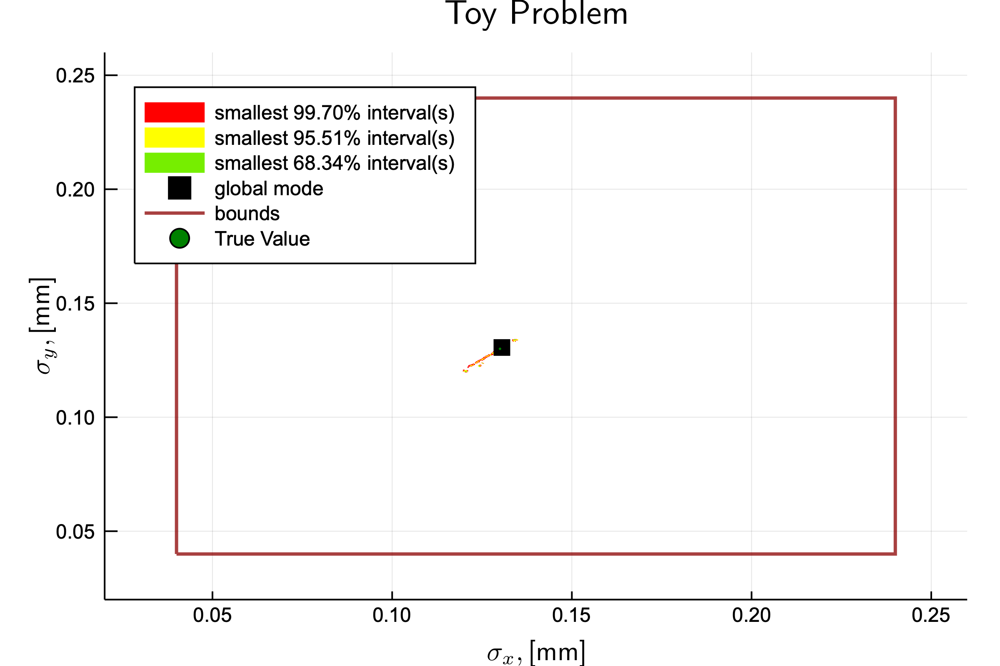 Toy Problem
0.25
0.20
0.15
0.10
0.05
smallest 99.70% interval(s)
smallest 95.51% interval(s)
smallest 68.34% interval(s)
global mode
bounds
True Value
σy, [mm]
0.05 0.10 0.15 0.20 0.25
σx, [mm]